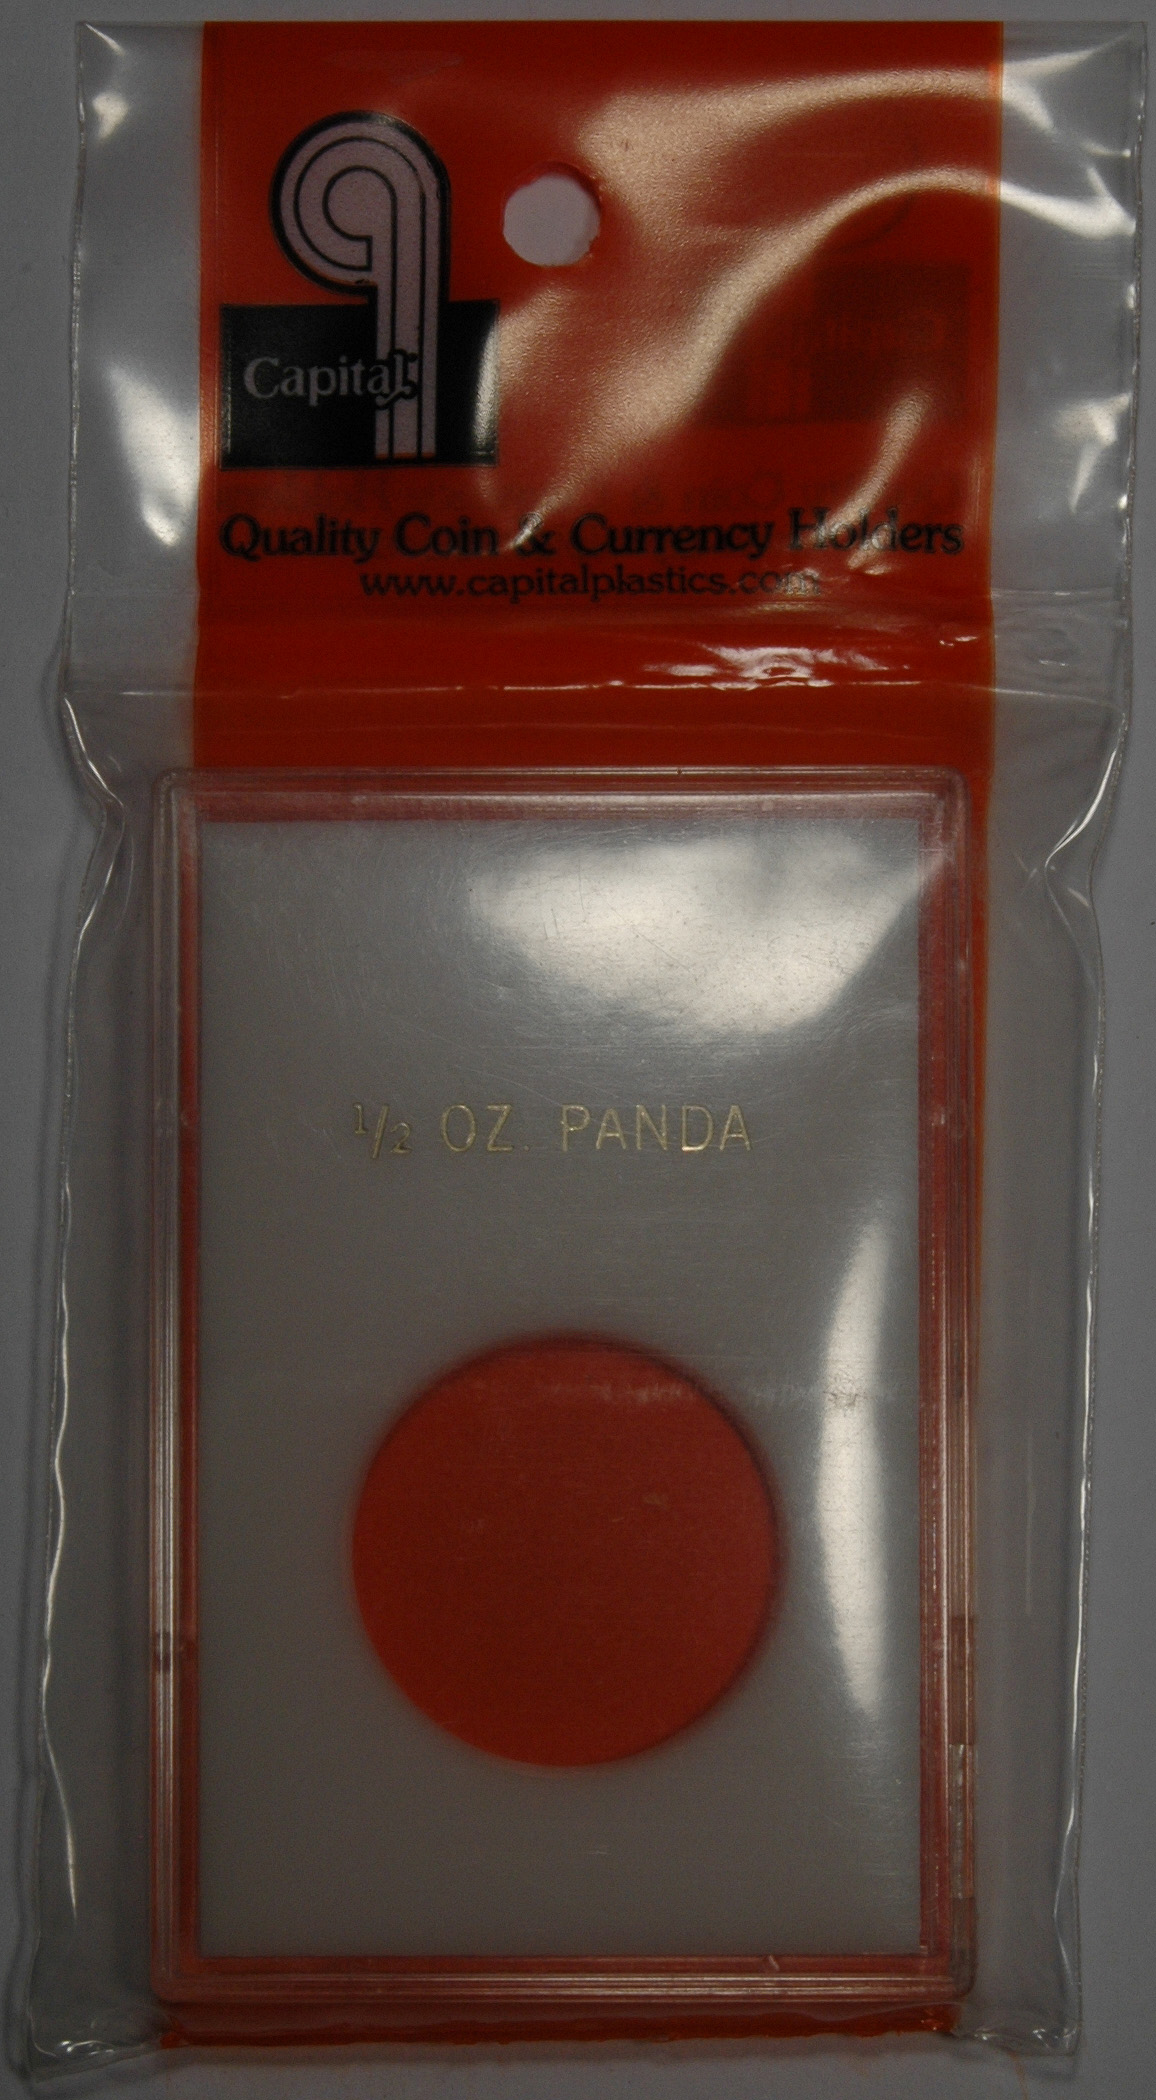 Capital
Quality Coin & Currency Holders
www.capitalplastics.com
½ OZ. PANDA